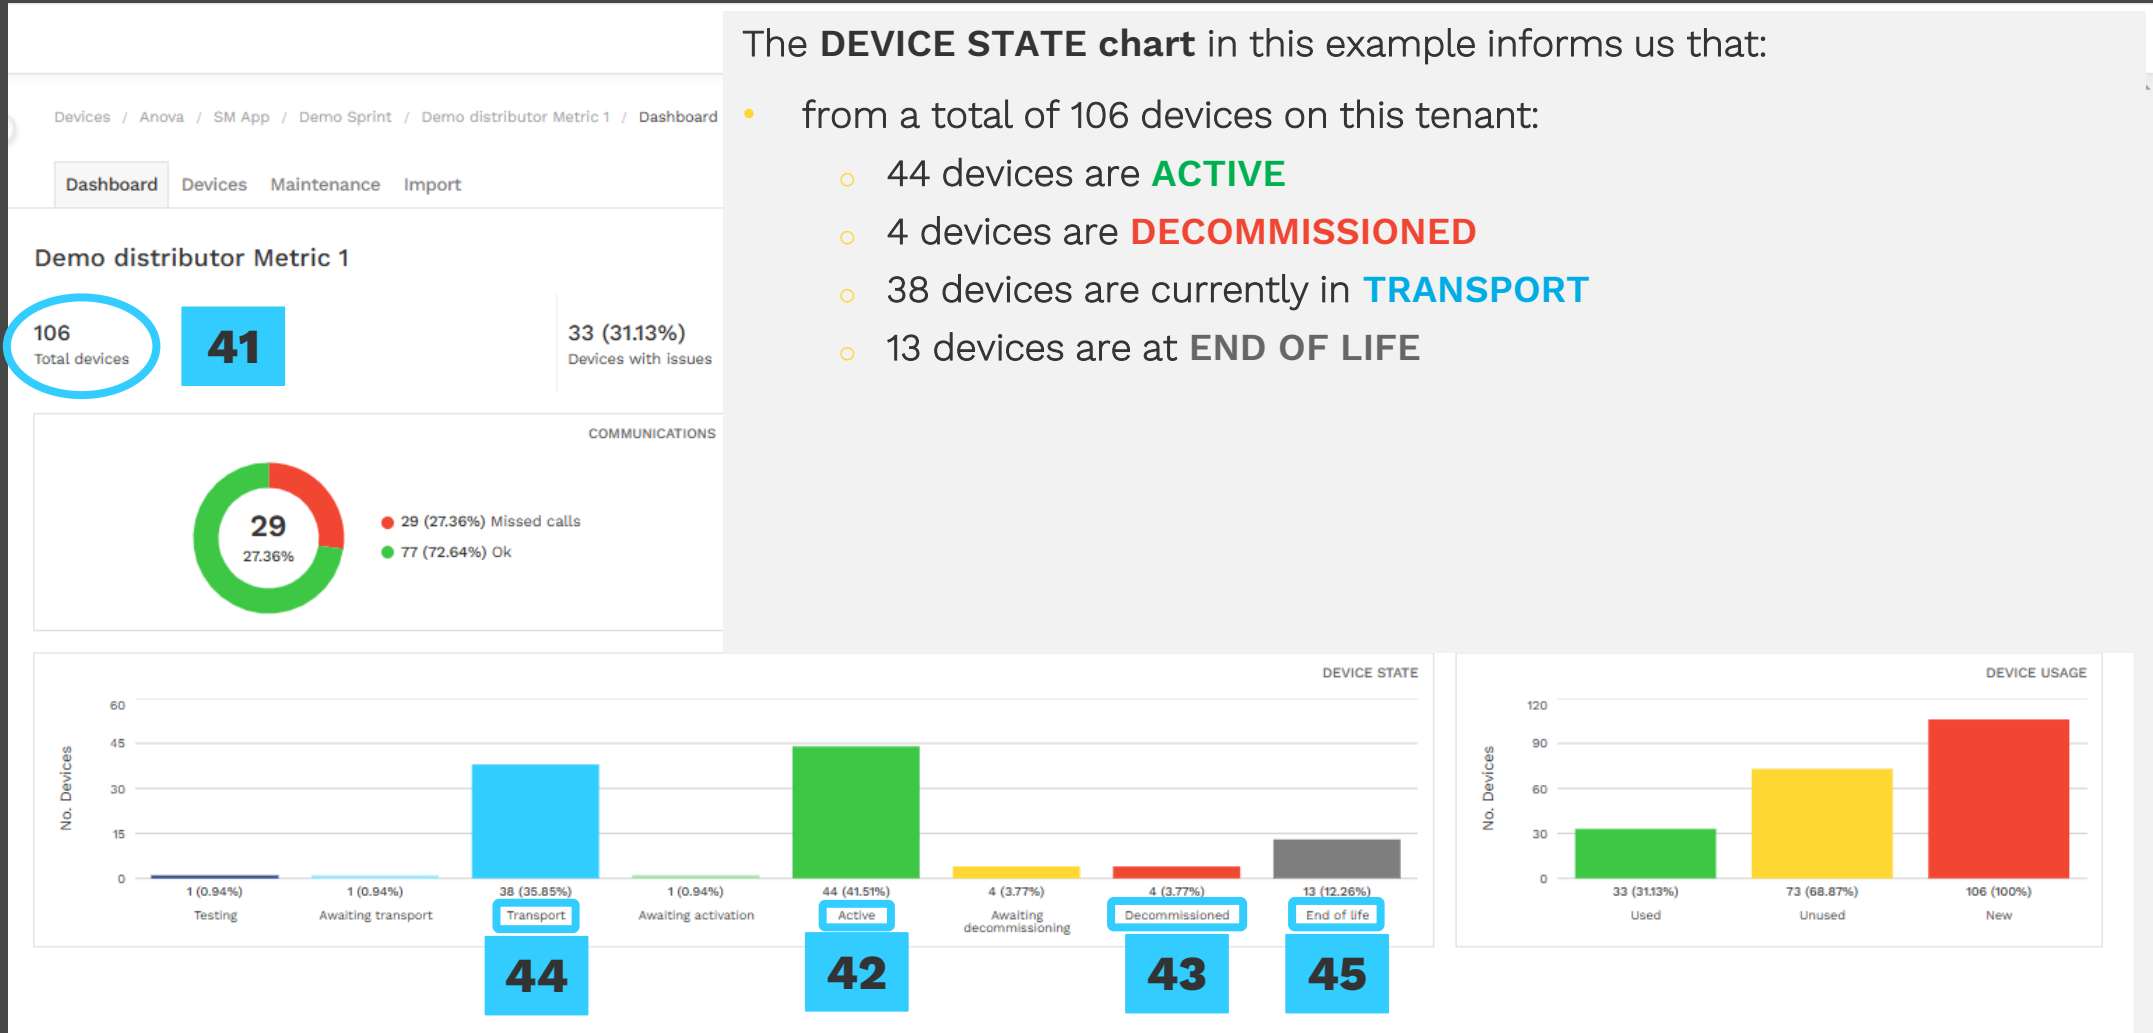 The DEVICE STATE chart in this example informs us that:
• from a total of 106 devices on this tenant:
o 44 devices are ACTIVE
o 4 devices are DECOMMISSIONED
o 38 devices are currently in TRANSPORT
o 13 devices are at END OF LIFE
Devices / Anova / SM App / Demo Sprint / Demo distributor Metric 1 / Dashboard
Dashboard Devices Maintenance Import
Demo distributor Metric 1
106
Total devices
41
33 (31.13%)
Devices with issues
COMMUNICATIONS
29
27.36%
29 (27.36%) Missed calls
77 (72.64%) Ok
DEVICE STATE
No. Devices
60
45
30
15
0
1 (0.94%)
Testing
1 (0.94%)
Awaiting transport
38 (35.85%)
Transport
1 (0.94%)
Awaiting activation
44 (41.51%)
Active
4 (3.77%)
Awaiting
decommissioning
4 (3.77%)
Decommissioned
13 (12.26%)
End of life
44
42
43
45
DEVICE USAGE
No. Devices
120
90
60
30
0
33 (31.13%)
Used
73 (68.87%)
Unused
106 (100%)
New